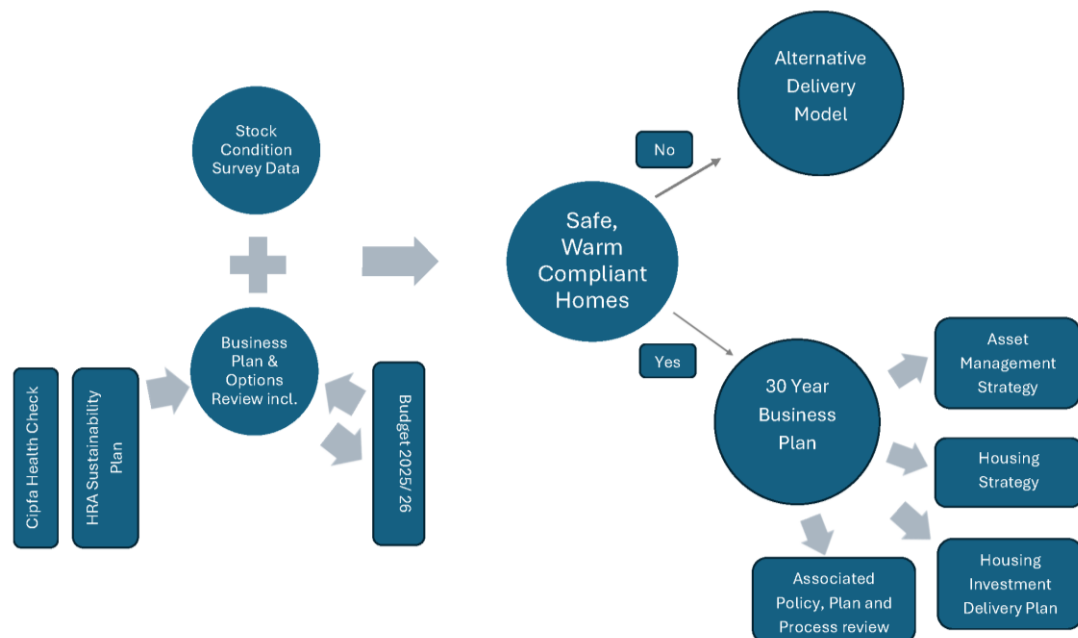 Stock
Condition
Survey Data
Business
Plan &
Options
Review incl.
Cipfa Health Check
HRA Sustainability
Plan
Budget 2025/ 26
Safe,
Warm
Compliant
Homes
No
Alternative
Delivery
Model
Yes
30 Year
Business
Plan
Asset
Management
Strategy
Housing
Strategy
Housing
Investment
Delivery Plan
Associated
Policy, Plan and
Process review